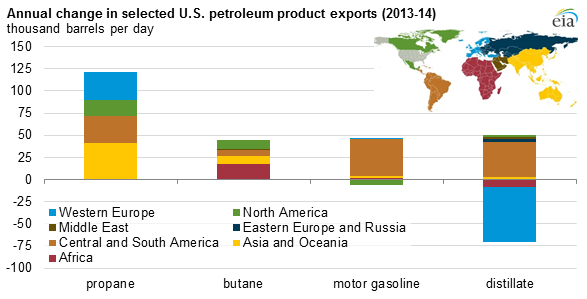 Annual change in selected U.S. petroleum product exports (2013-14)
thousand barrels per day
eia
150
125
100
75
50
25
0
-25
-50
-75
-100
Western Europe
North America
Middle East
Eastern Europe and Russia
Central and South America
Asia and Oceania
Africa
propane
butane
motor gasoline
distillate